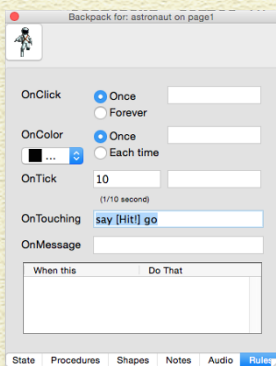 Backpack for: astronaut on page1
OnClick
Once
Forever
OnColor
Once
...
Each time
OnTick
10
(1/10 second)
OnTouching
say [Hit!] go
OnMessage
When this
Do That
State
Procedures
Shapes
Notes
Audio
Rules